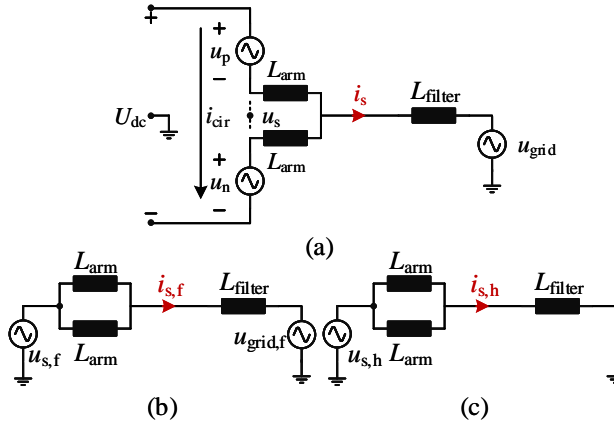 +
+
u_p
−
L_arm
i_s
L_filter
U_dc
i_cir
u_s
+
u_n
−
L_arm
u_grid
−
(a)
L_arm
i_s,f
L_filter
u_s,f
L_arm
u_grid,f
(b)
L_arm
i_s,h
L_filter
u_s,h
L_arm
(c)